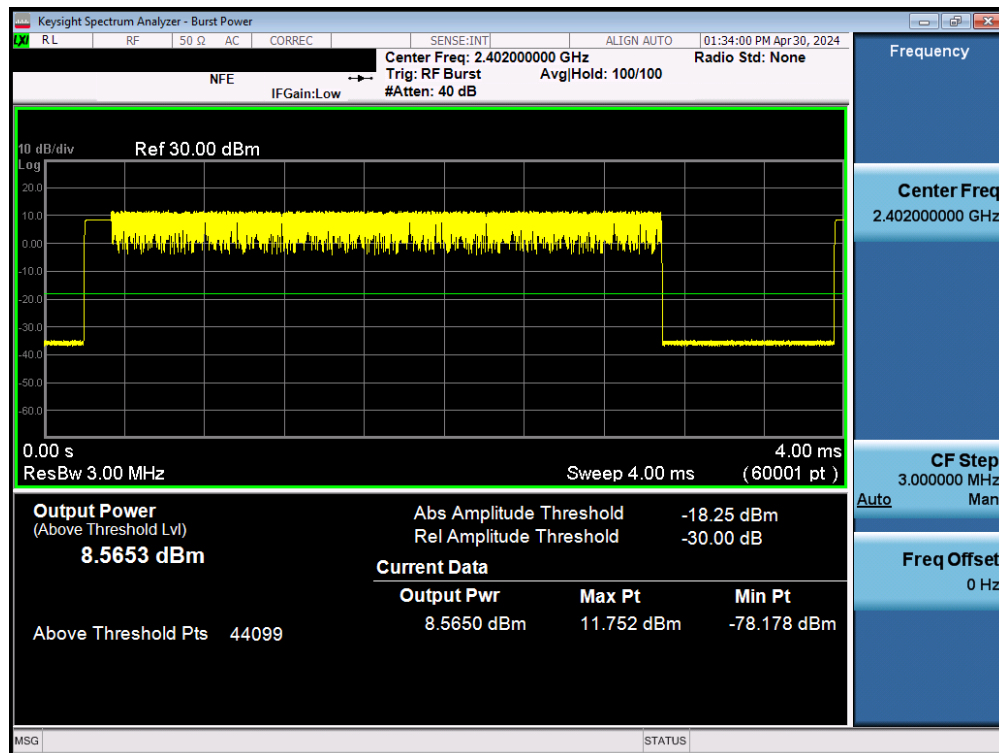 Keysight Spectrum Analyzer - Burst Power
LXI RL RF 50 Ω AC CORREC SENSE:INT ALIGN AUTO 01:34:00 PM Apr 30, 2024
Center Freq: 2.402000000 GHz Radio Std: None
NFE Trig: RF Burst Avg|Hold: 100/100
IFGain:Low #Atten: 40 dB
Frequency
10 dB/div Ref 30.00 dBm
Log
20.0
10.0
0.00
-10.0
-20.0
-30.0
-40.0
-50.0
-60.0
0.00 s 4.00 ms
ResBw 3.00 MHz Sweep 4.00 ms (60001 pt )
Output Power
(Above Threshold Lvl)
8.5653 dBm
Above Threshold Pts 44099
Abs Amplitude Threshold -18.25 dBm
Rel Amplitude Threshold -30.00 dB
Current Data
Output Pwr Max Pt Min Pt
8.5650 dBm 11.752 dBm -78.178 dBm
Center Freq
2.402000000 GHz
CF Step
3.000000 MHz
Auto Man
Freq Offset
0 Hz
MSG STATUS